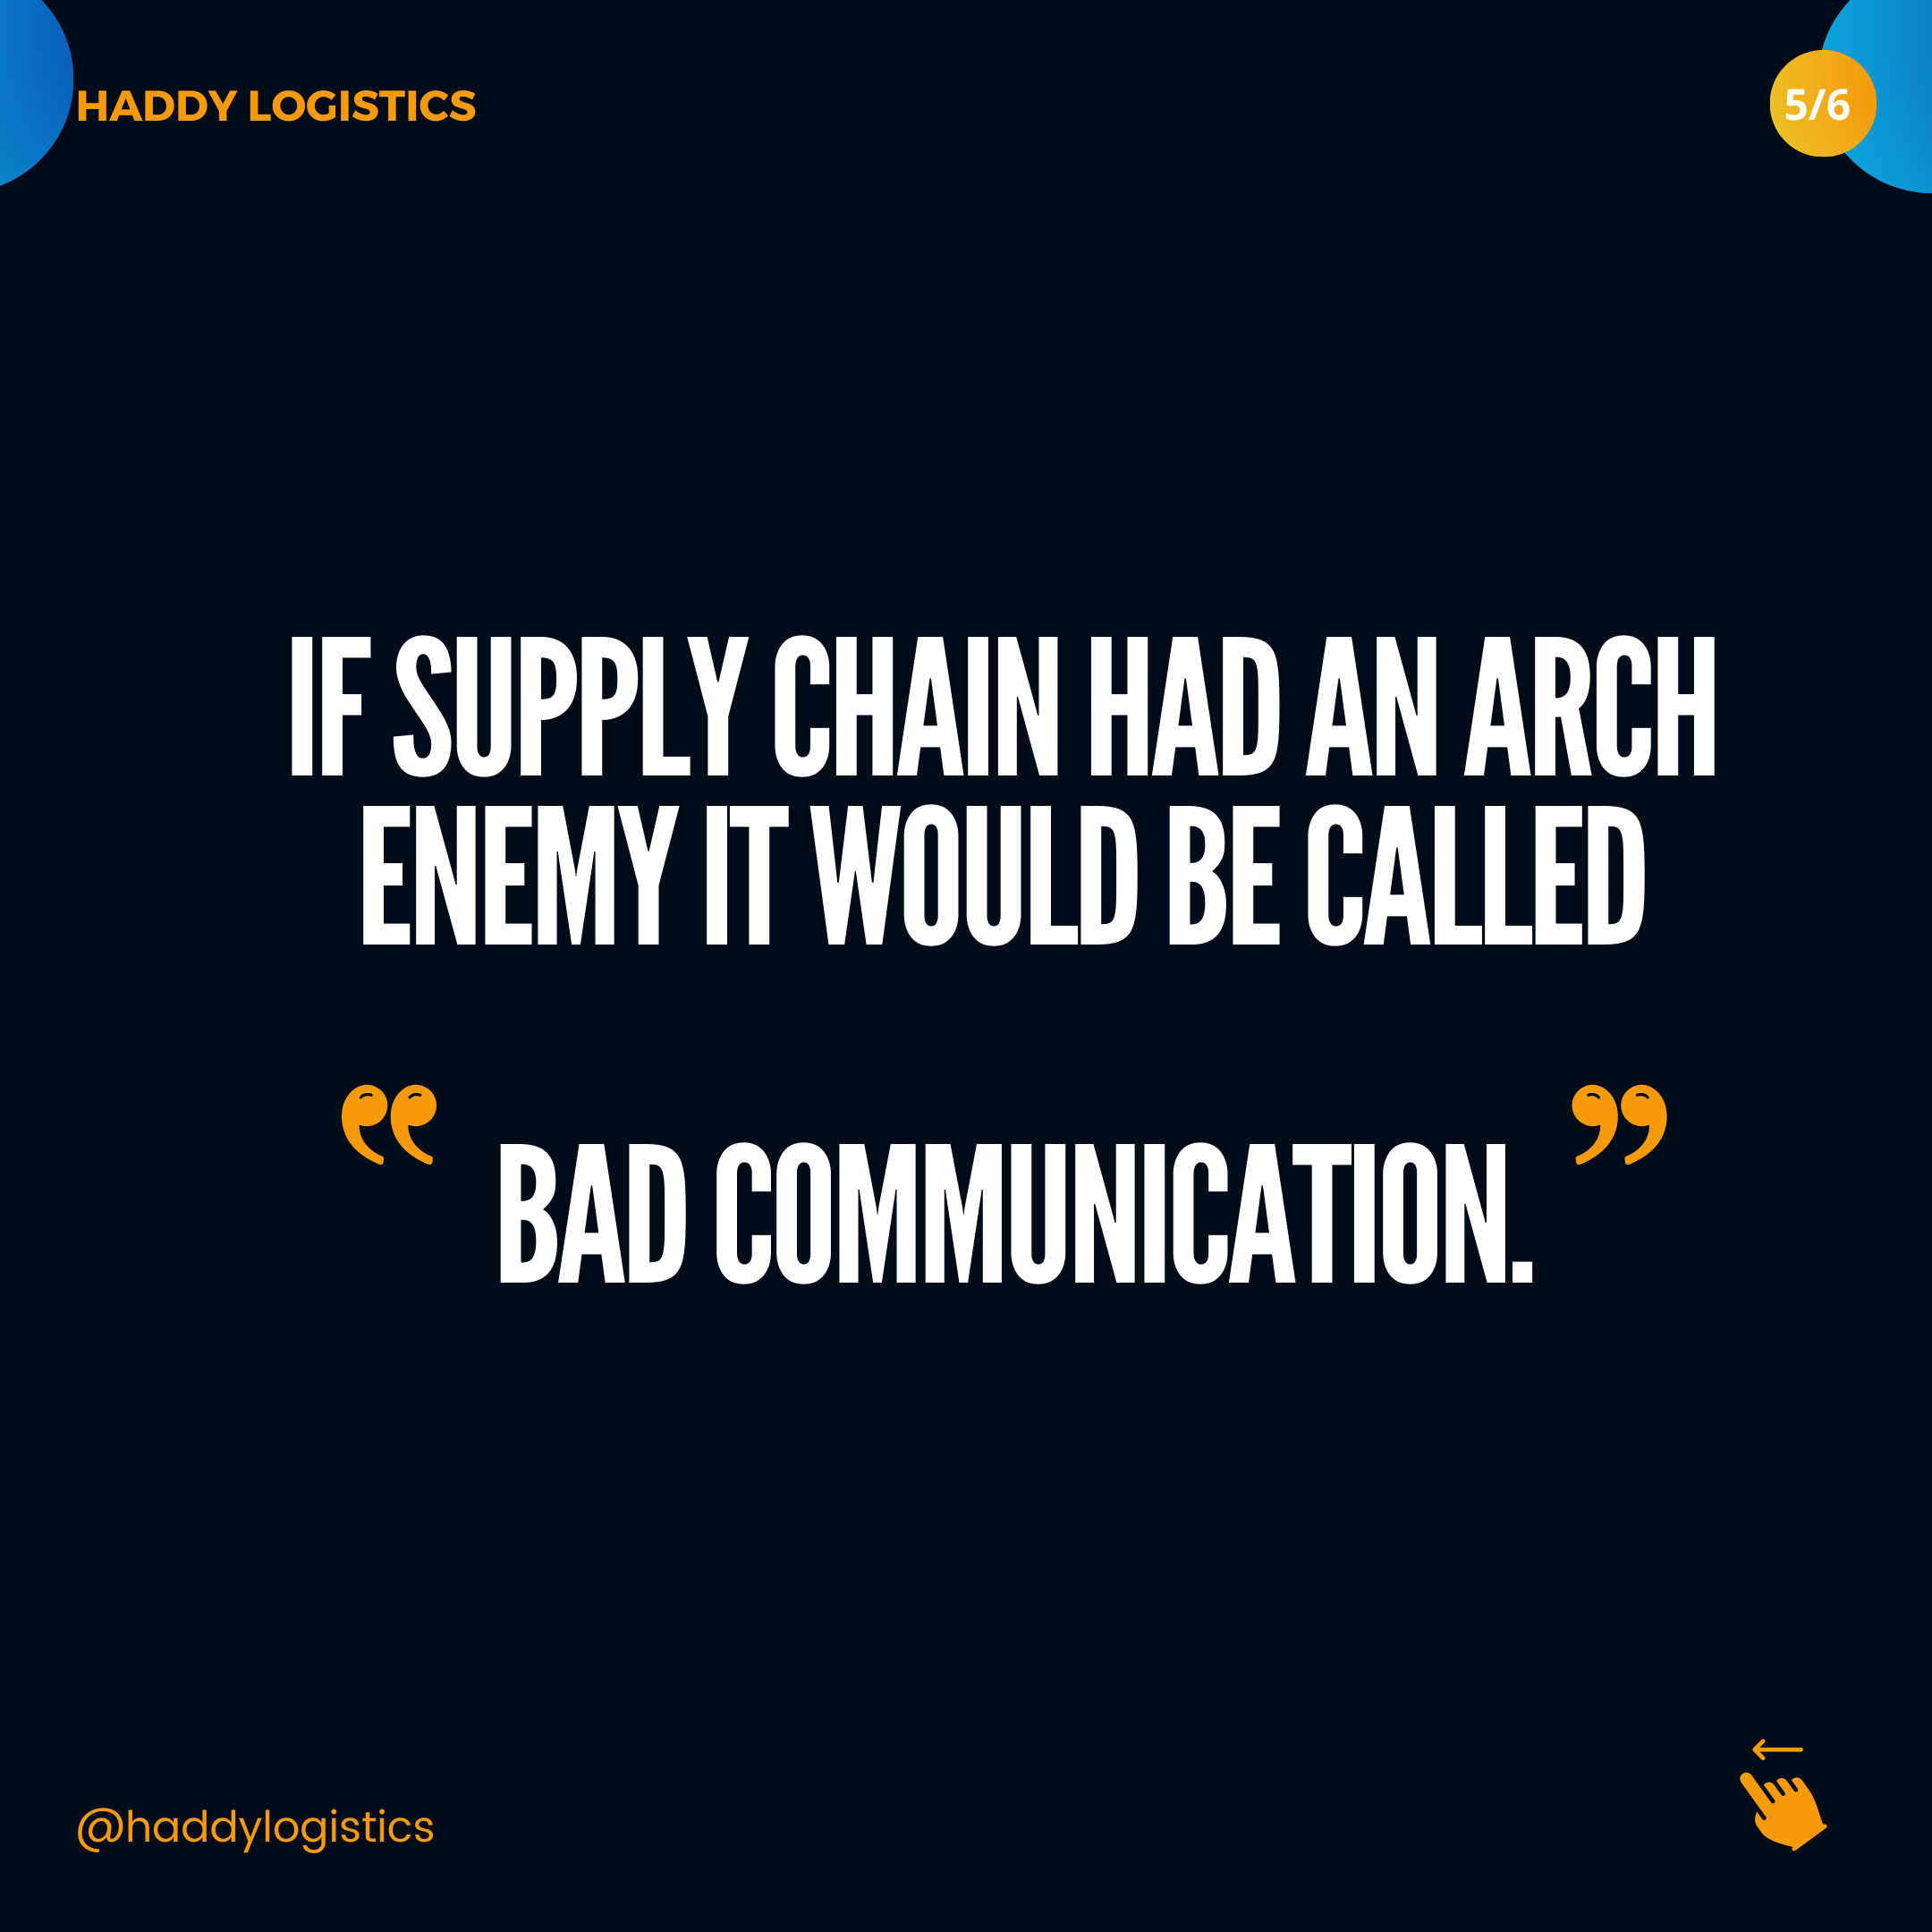 HADDY LOGISTICS
5/6
IF SUPPLY CHAIN HAD AN ARCH
ENEMY IT WOULD BE CALLED
“BAD COMMUNICATION.”
@haddylogistics